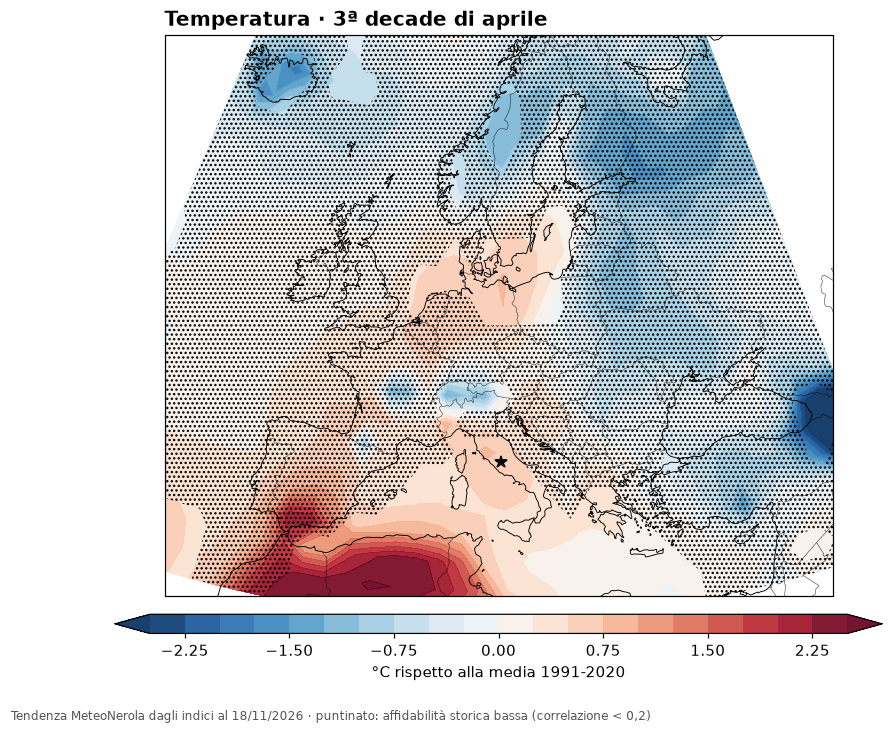 Temperatura · 3ª decade di aprile
−2.25 −1.50 −0.75 0.00 0.75 1.50 2.25
°C rispetto alla media 1991-2020
Tendenza MeteoNerola dagli indici al 18/11/2026 · puntinato: affidabilità storica bassa (correlazione < 0,2)